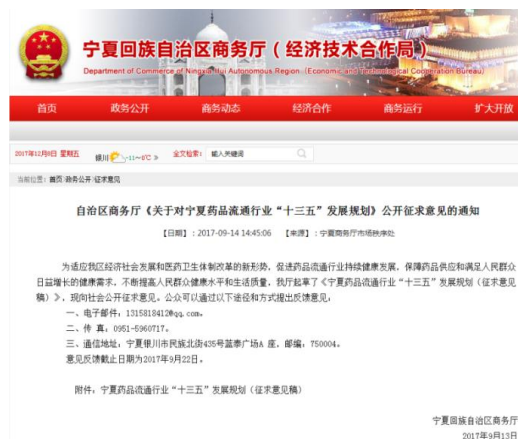 宁夏回族自治区商务厅（经济技术合作局）
Department of Commerce of Ningxia Hui Autonomous Region（Economic and Technological Cooperation Bureau）
首页 政务公开 商务动态 经济合作 商务运行 扩大开放
2017年12月8日 星期五 银川 -11~6℃ » 全文检索： 输入关键词
当前位置：首页/政务公开/征求意见
自治区商务厅《关于对宁夏药品流通行业“十三五”发展规划》公开征求意见的通知
【日期】：2017-09-14 14:45:06 【来源】：宁夏商务厅市场秩序处
为适应我区经济社会发展和医药卫生体制改革的新形势，促进药品流通行业持续健康发展，保障药品供应和满足人民群众
日益增长的健康需求，不断提高人民群众健康水平和生活质量，我厅起草了《宁夏药品流通行业“十三五”发展规划（征求意见
稿）》，现向社会公开征求意见。公众可以通过以下途径和方式提出反馈意见：
一、电子邮件：1315818412@qq.com。
二、传 真：0951-5960717。
三、通信地址：宁夏银川市民族北街435号蓝泰广场A 座，邮编：750004。
意见反馈截止日期为2017年9月22日。
附件：宁夏药品流通行业“十三五”发展规划（征求意见稿）
宁夏回族自治区商务厅
2017年9月13日